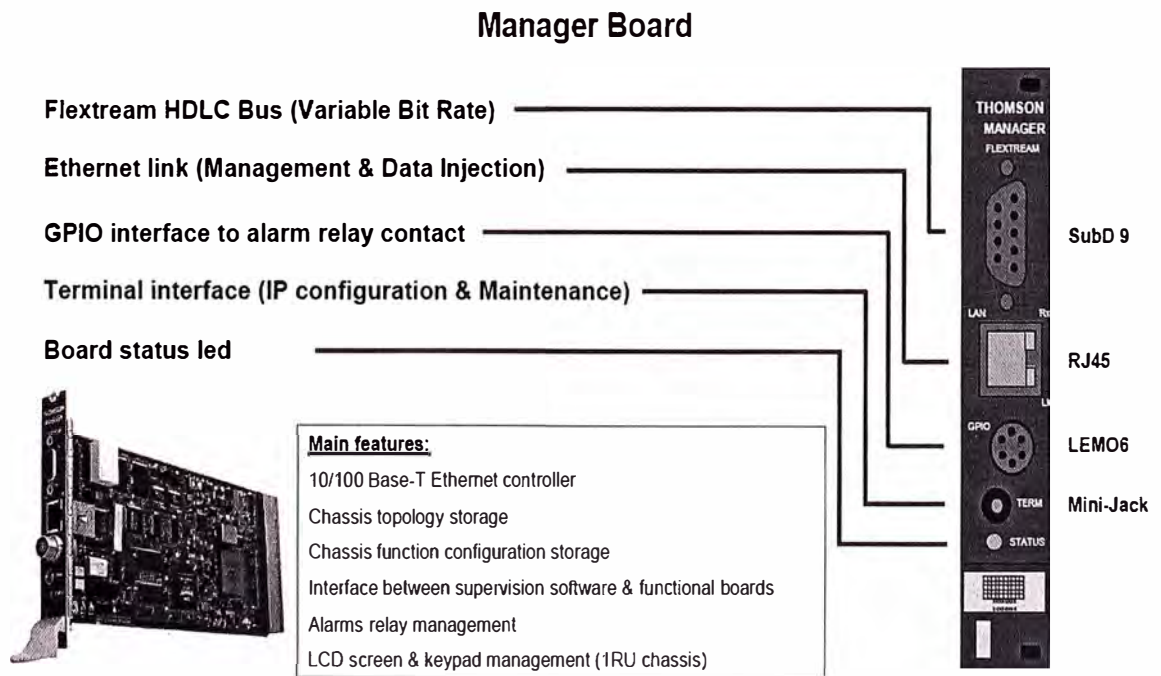 Manager Board
Flextream HDLC Bus (Variable Bit Rate)
Ethernet link (Management & Data Injection)
GPIO interface to alarm relay contact
Terminal interface (IP configuration & Maintenance)
Board status led
Main features:
10/100 Base-T Ethernet controller
Chassis topology storage
Chassis function configuration storage
Interface between supervision software & functional boards
Alarms relay management
LCD screen & keypad management (1RU chassis)
THOMSON
MANAGER
FLEXTREAM
LAN
GPIO
TERM
STATUS
SubD 9
RJ45
LEMO6
Mini-Jack